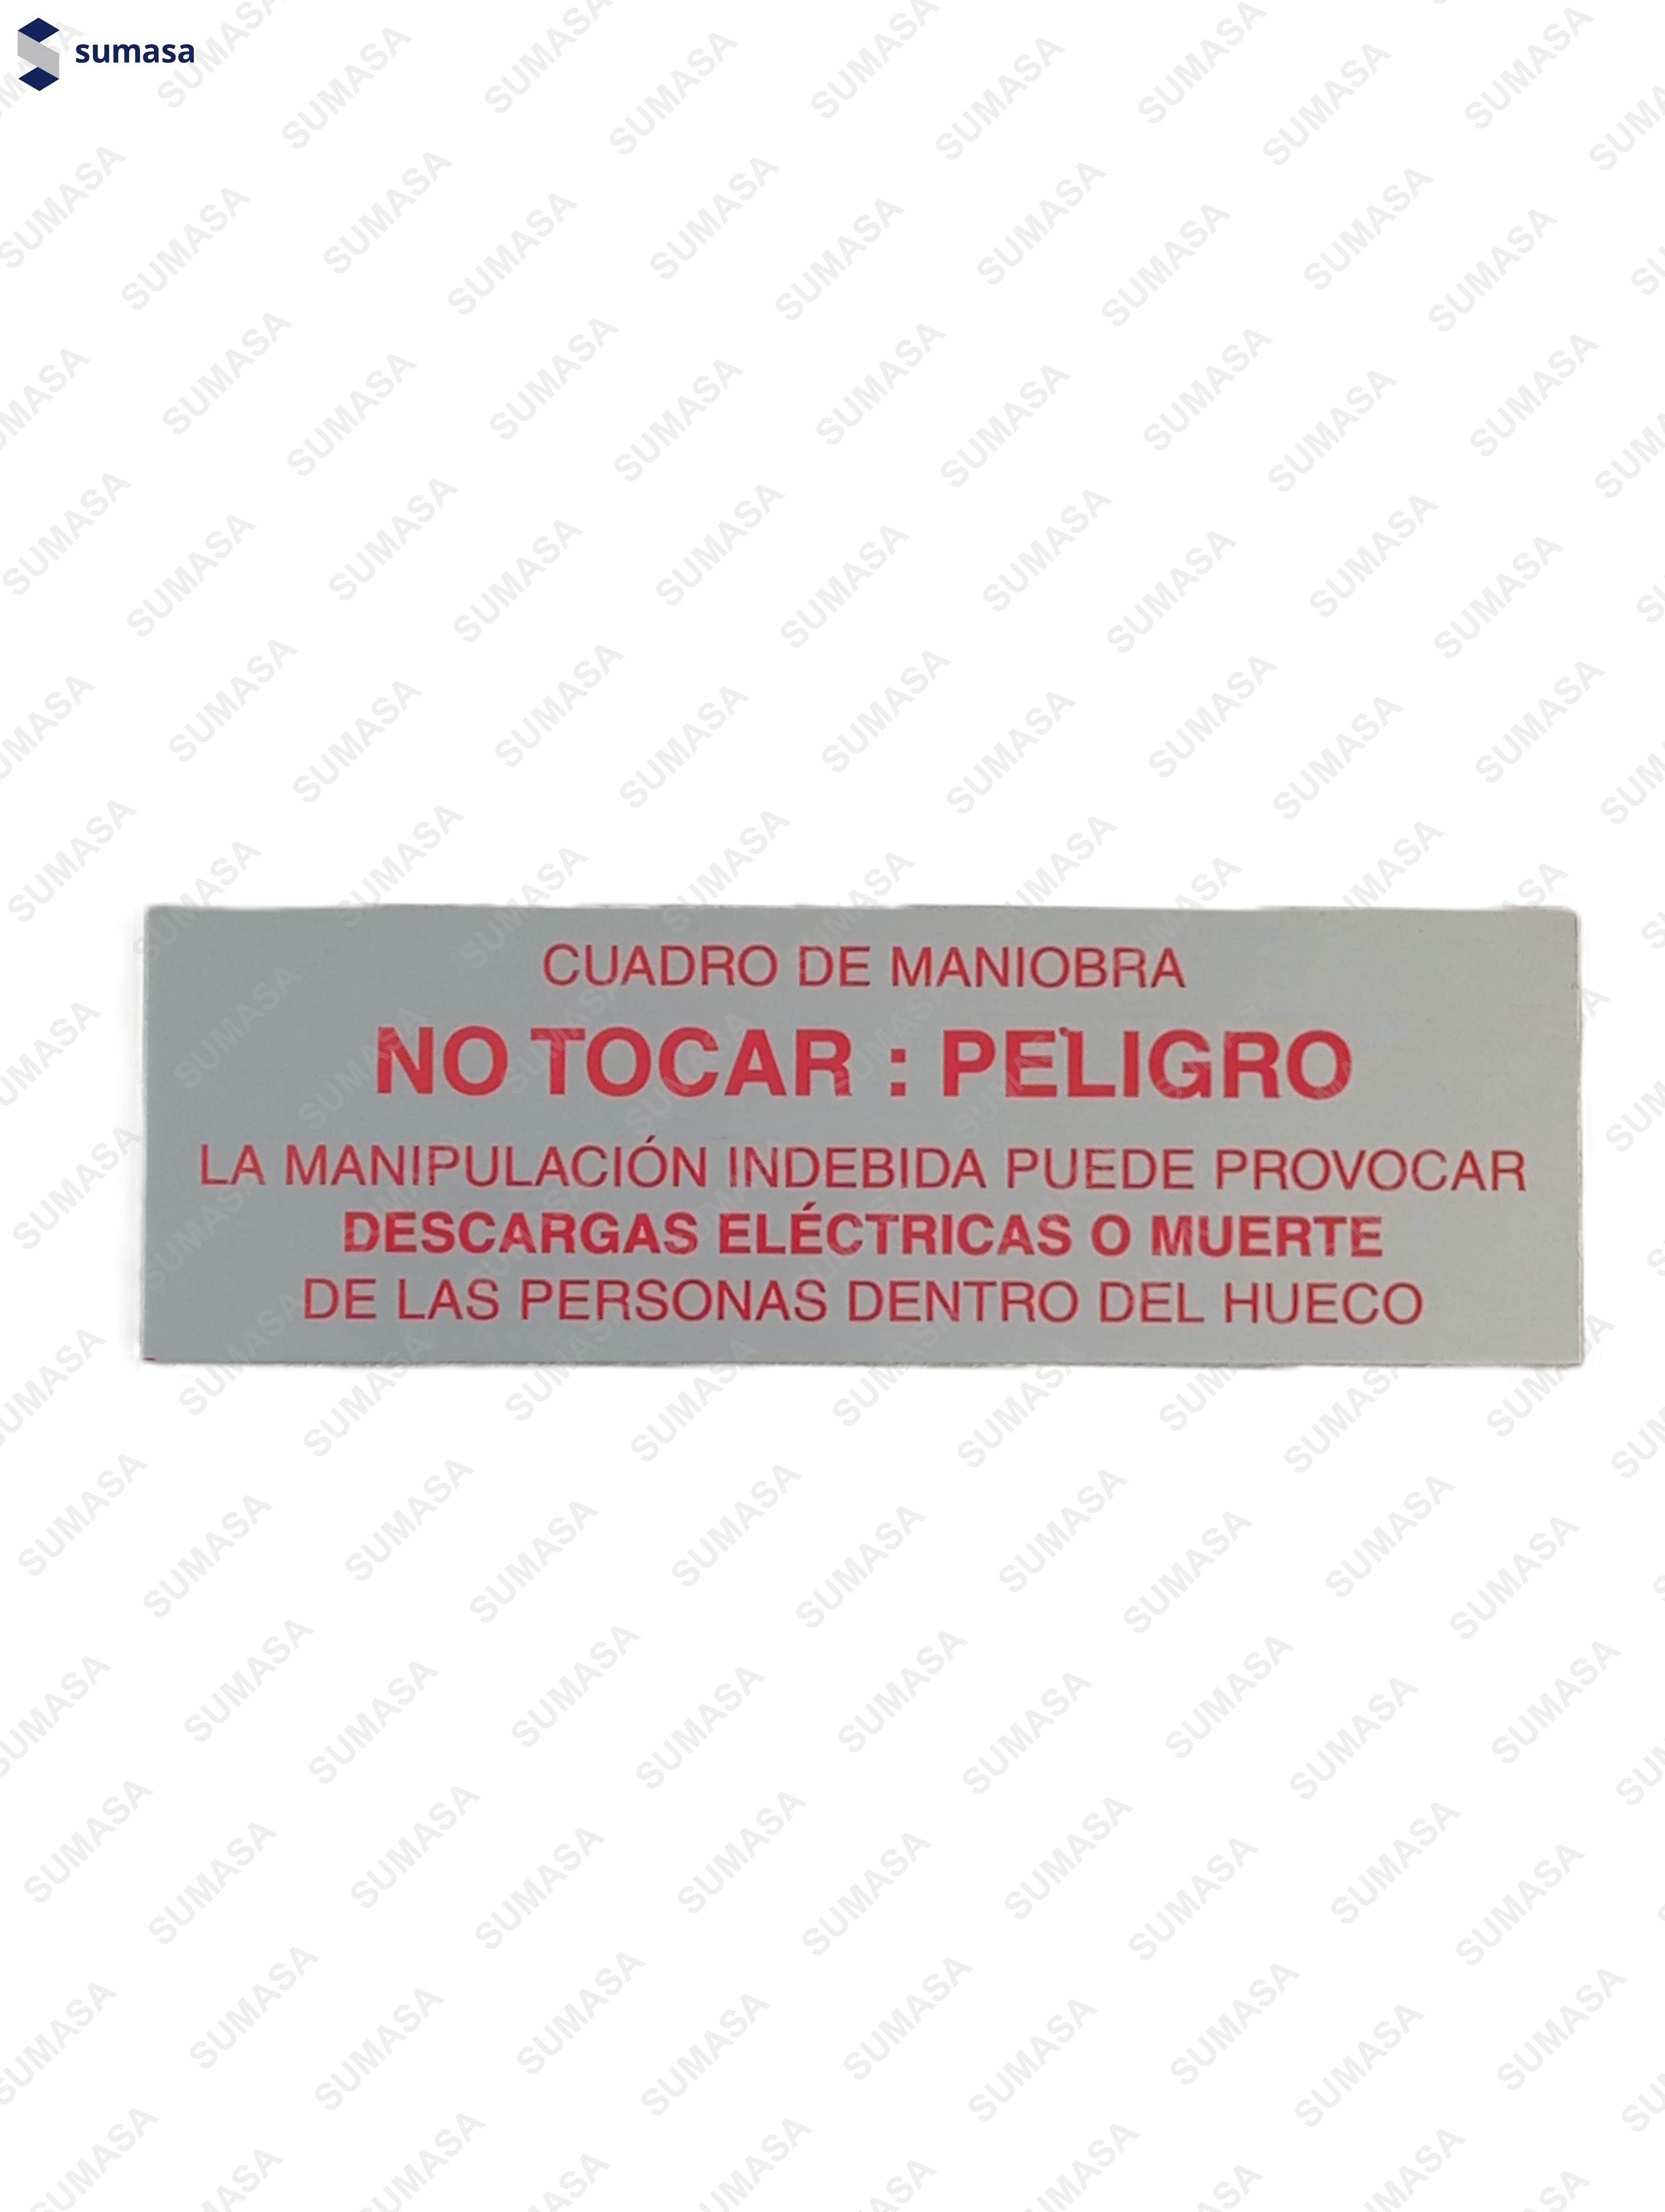 sumasa
CUADRO DE MANIOBRA
NO TOCAR : PELIGRO
LA MANIPULACIÓN INDEBIDA PUEDE PROVOCAR
DESCARGAS ELÉCTRICAS O MUERTE
DE LAS PERSONAS DENTRO DEL HUECO